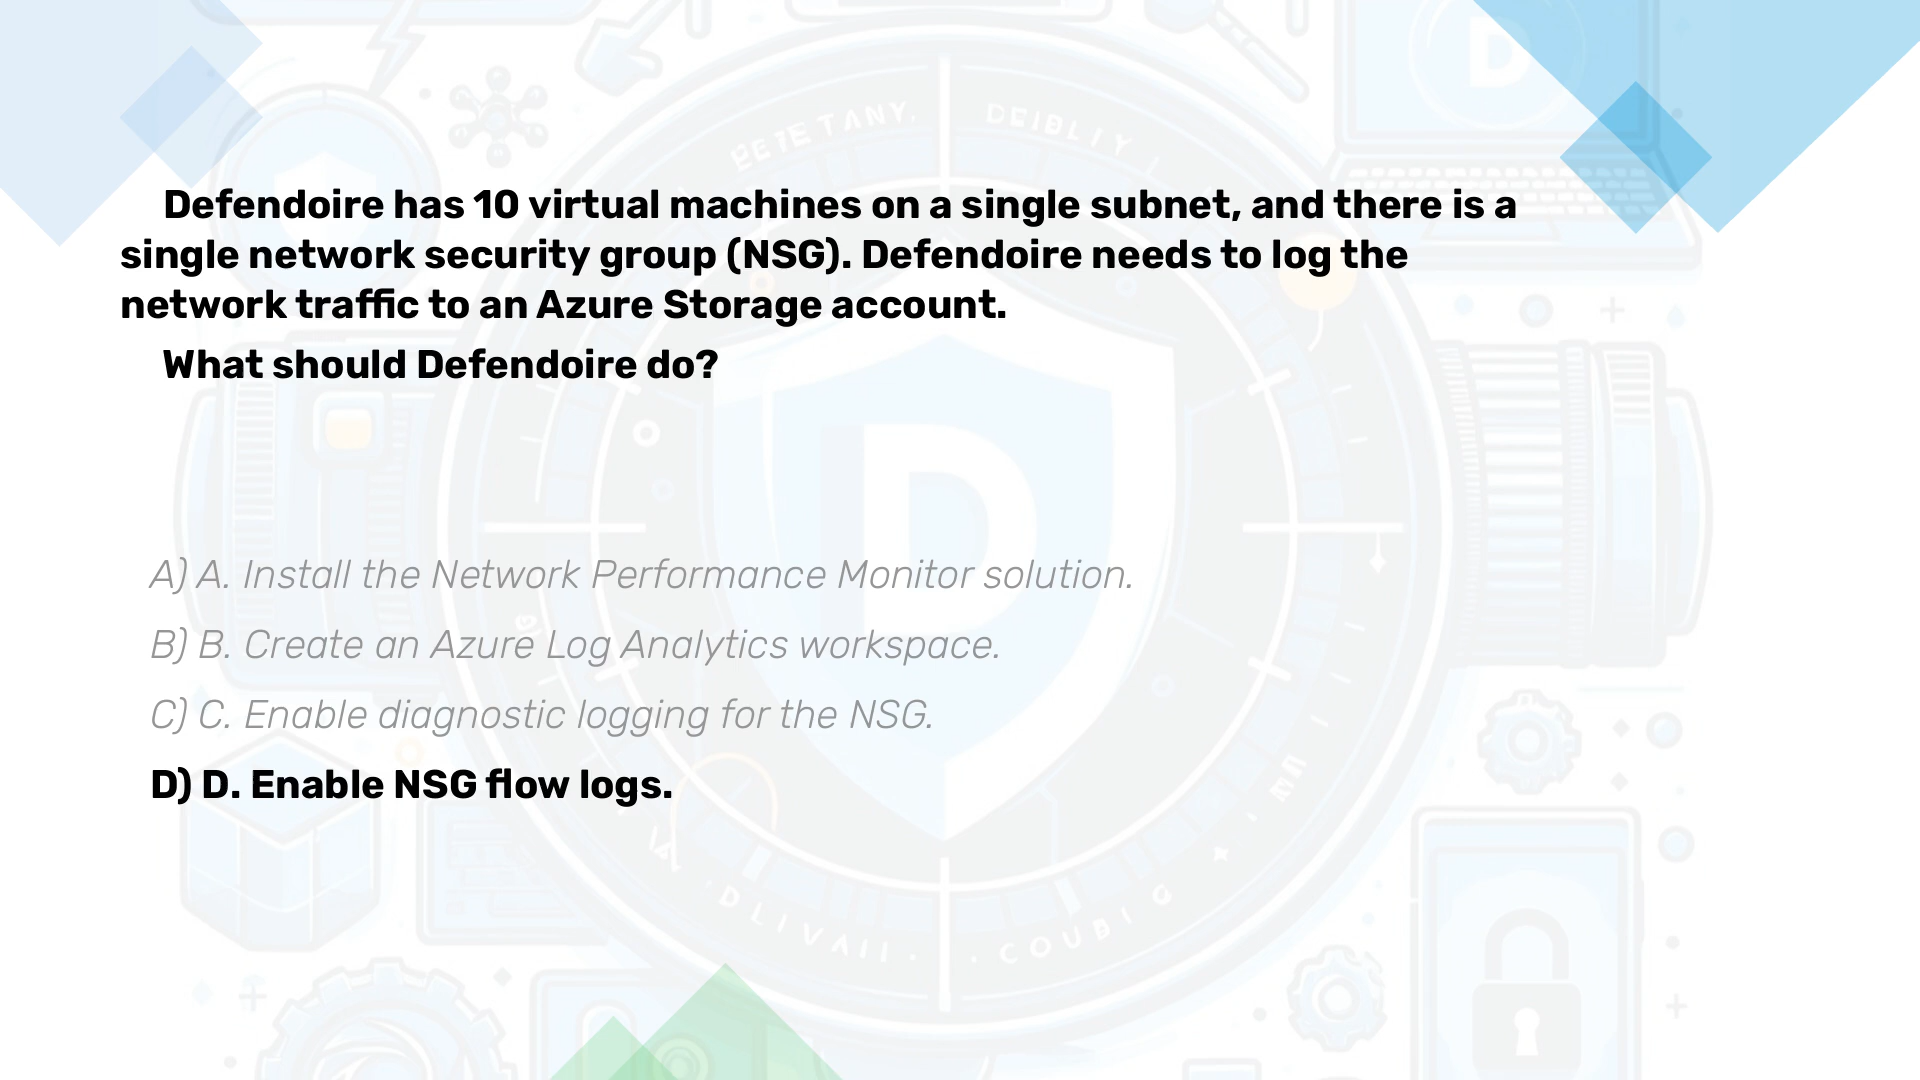 Defendoire has 10 virtual machines on a single subnet, and there is a
single network security group (NSG). Defendoire needs to log the
network traffic to an Azure Storage account.
What should Defendoire do?
A) A. Install the Network Performance Monitor solution.
B) B. Create an Azure Log Analytics workspace.
C) C. Enable diagnostic logging for the NSG.
D) D. Enable NSG flow logs.